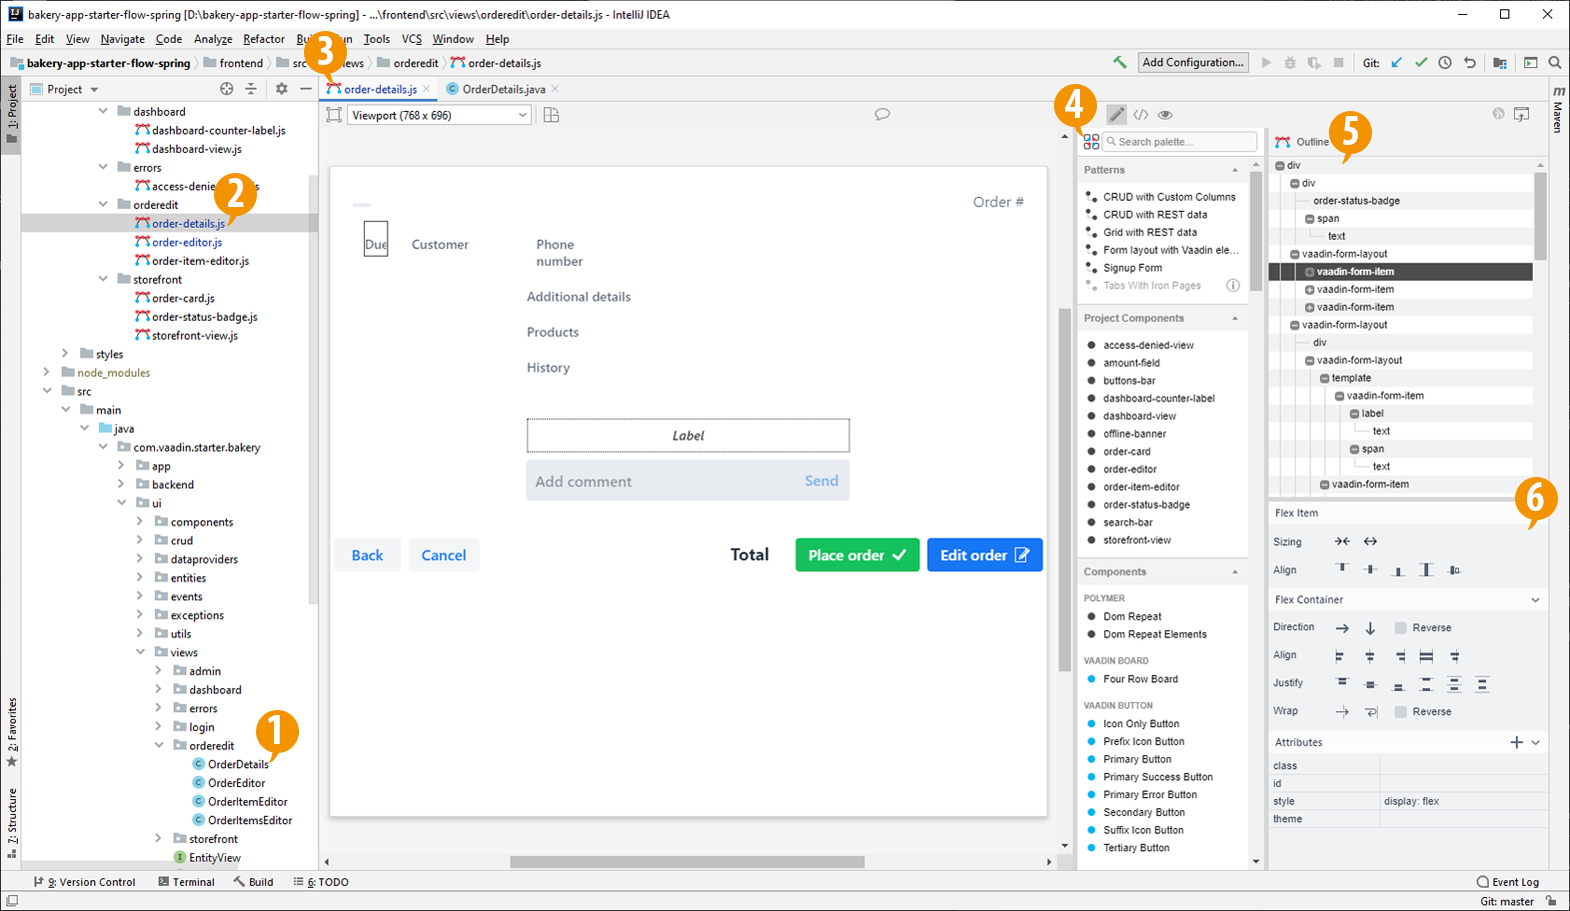 bakery-app-starter-flow-spring [D:\bakery-app-starter-flow-spring] - ...\frontend\src\views\orderedit\order-details.js - IntelliJ IDEA
File Edit View Navigate Code Analyze Refactor Tools VCS Window Help
bakery-app-starter-flow-spring frontend orderedit order-details.js
3
Add Configuration...
Git:
1: Project
2: Favorites
7: Structure
Project
dashboard
dashboard-counter-label.js
dashboard-view.js
errors
2
orderedit
order-details.js
order-editor.js
order-item-editor.js
storefront
order-card.js
order-status-badge.js
storefront-view.js
styles
node_modules
src
main
java
com.vaadin.starter.bakery
app
backend
ui
components
crud
dataproviders
entities
events
exceptions
utils
views
admin
dashboard
errors
login
1
orderedit
OrderDetails
OrderEditor
OrderItemEditor
OrderItemsEditor
storefront
EntityView
order-details.js OrderDetails.java
Viewport (768 x 696)
Order #
Due Customer Phone
number
Additional details
Products
History
Label
Add comment Send
Back Cancel Total Place order Edit order
4
Search palette...
Patterns
CRUD with Custom Columns
CRUD with REST data
Grid with REST data
Form layout with Vaadin ele...
Signup Form
Tabs With Iron Pages
Project Components
access-denied-view
amount-field
buttons-bar
dashboard-counter-label
dashboard-view
offline-banner
order-card
order-editor
order-item-editor
order-status-badge
search-bar
storefront-view
Components
POLYMER
Dom Repeat
Dom Repeat Elements
VAADIN BOARD
Four Row Board
VAADIN BUTTON
Icon Only Button
Prefix Icon Button
Primary Button
Primary Success Button
Primary Error Button
Secondary Button
Suffix Icon Button
Tertiary Button
5
Outline
div
div
order-status-badge
span
text
vaadin-form-layout
vaadin-form-item
vaadin-form-item
vaadin-form-item
vaadin-form-layout
div
vaadin-form-layout
template
vaadin-form-item
label
text
span
text
vaadin-form-item
6
Flex Item
Sizing
Align
Flex Container
Direction Reverse
Align
Justify
Wrap Reverse
Attributes
class
id
style display: flex
theme
m
Maven
9: Version Control Terminal Build 6: TODO Event Log
Git: master